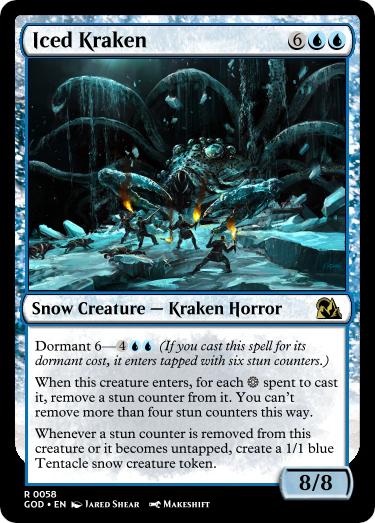 Iced Kraken 6
Snow Creature — Kraken Horror
Dormant 6—4 (If you cast this spell for its
dormant cost, it enters tapped with six stun counters.)
When this creature enters, for each spent to cast
it, remove a stun counter from it. You can't
remove more than four stun counters this way.
Whenever a stun counter is removed from this
creature or it becomes untapped, create a 1/1 blue
Tentacle snow creature token.
8/8
R 0058
GOD • EN Jared Shear Makeshift